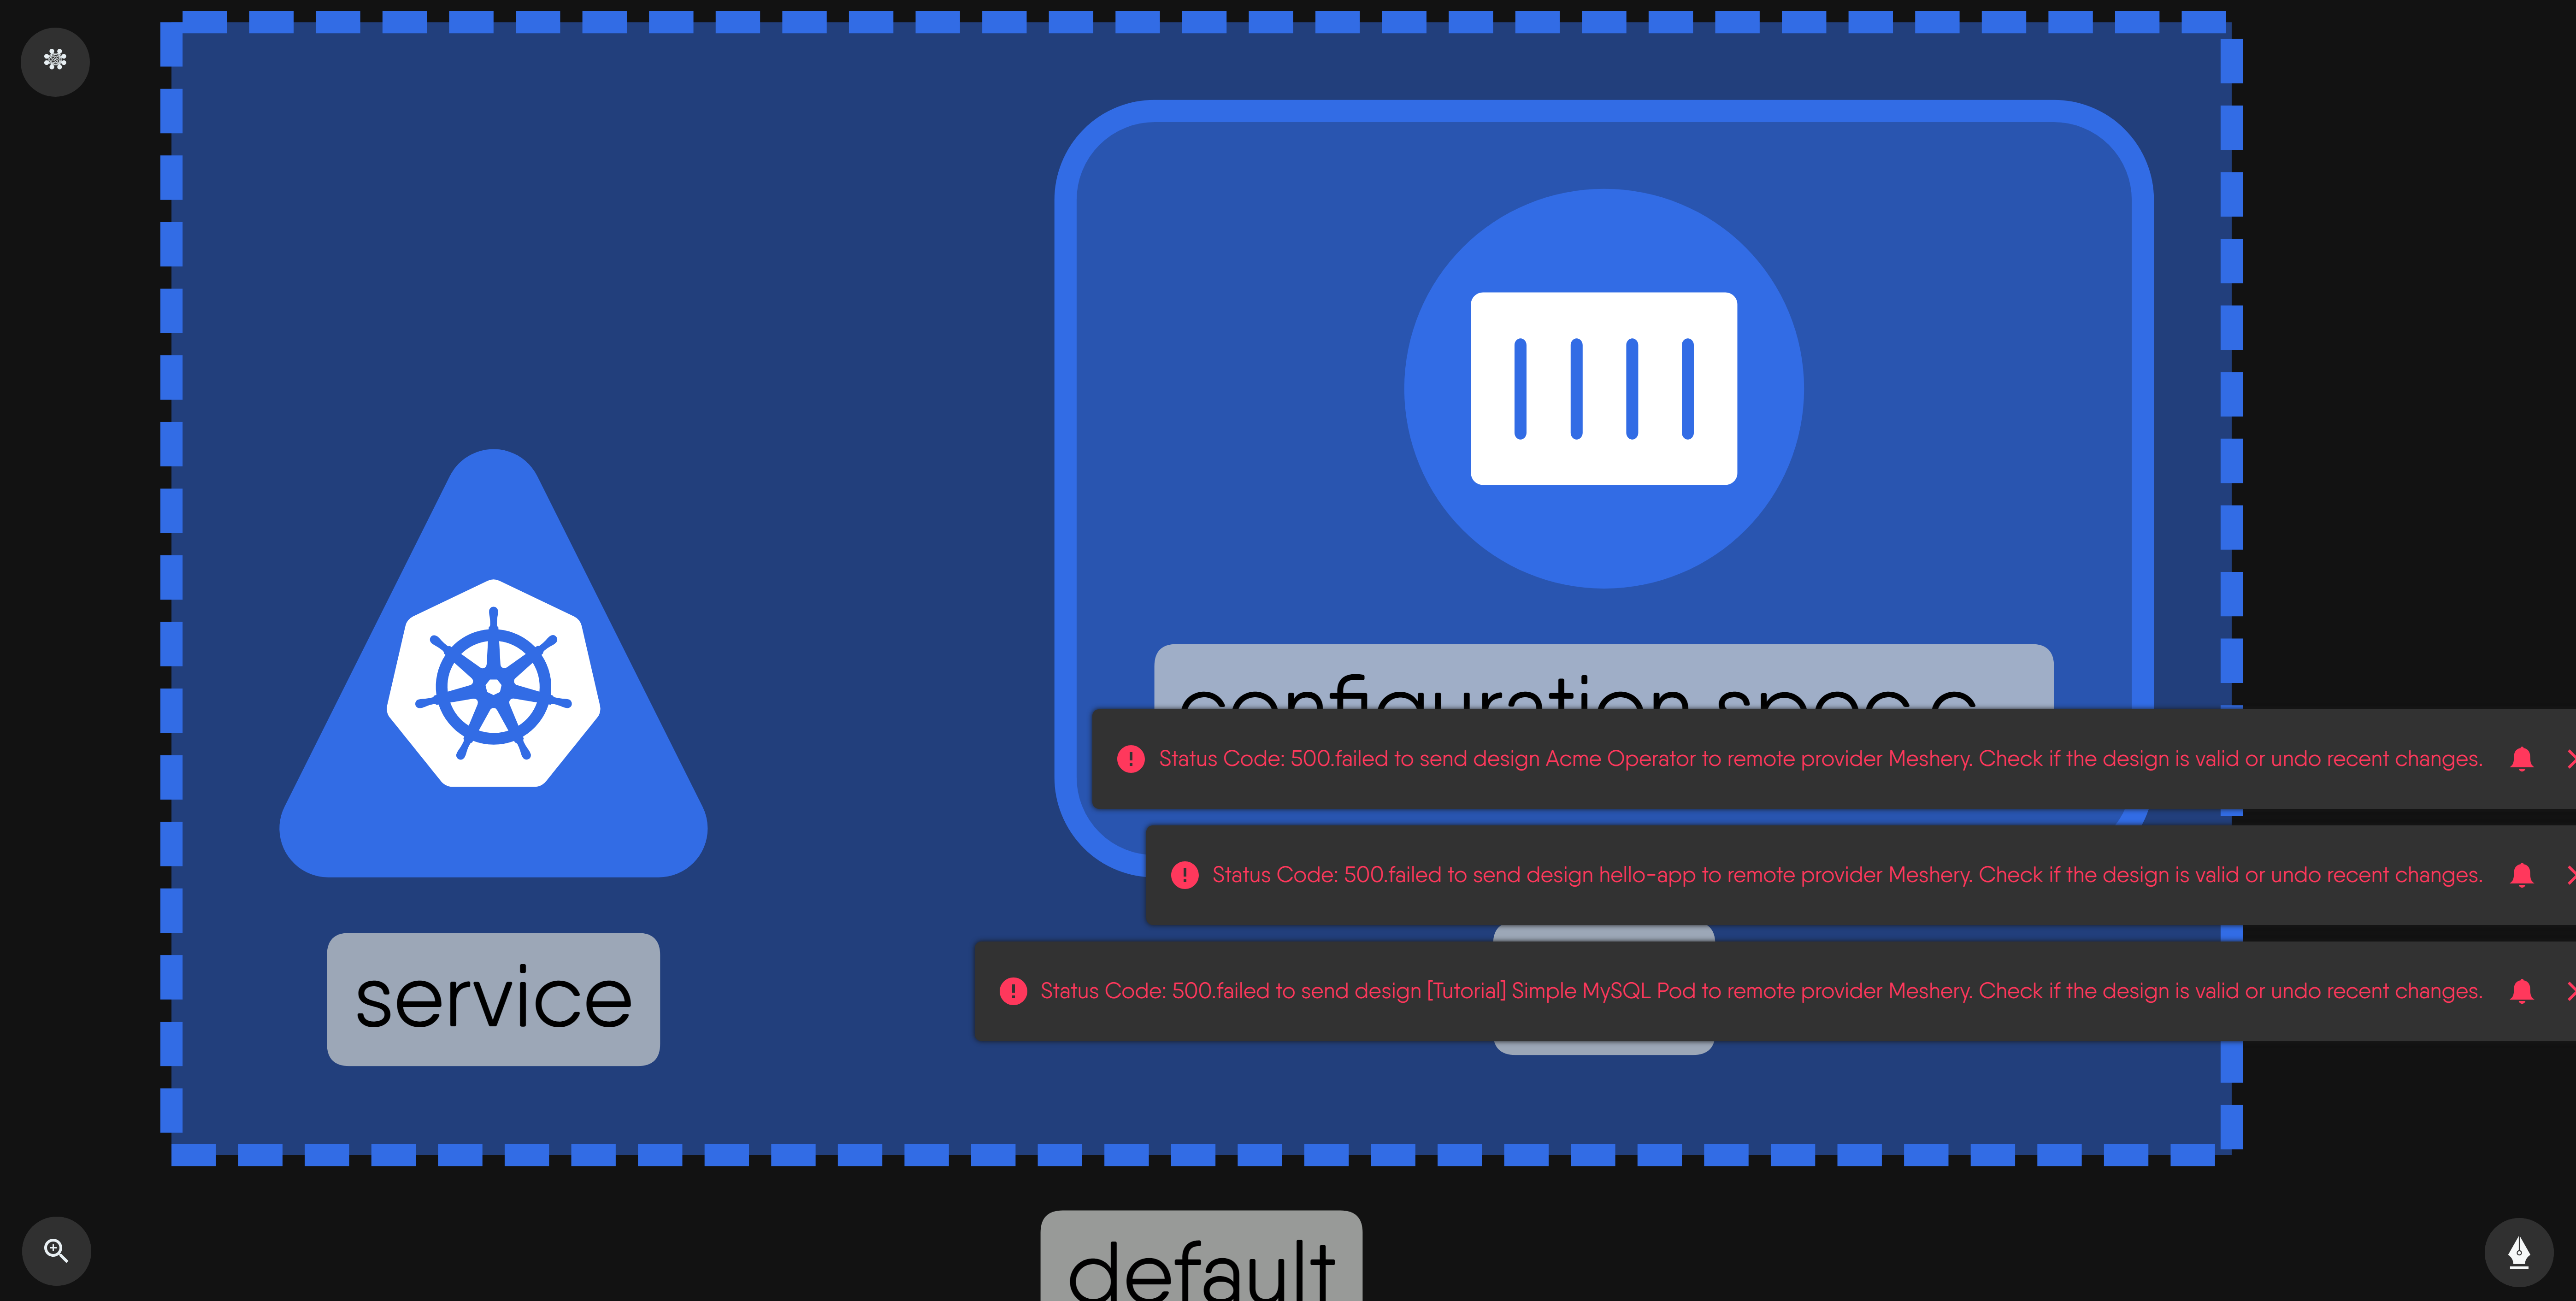 configuration.spec.c
Status Code: 500.failed to send design Acme Operator to remote provider Meshery. Check if the design is valid or undo recent changes.
Status Code: 500.failed to send design hello-app to remote provider Meshery. Check if the design is valid or undo recent changes.
service
Status Code: 500.failed to send design [Tutorial] Simple MySQL Pod to remote provider Meshery. Check if the design is valid or undo recent changes.
default